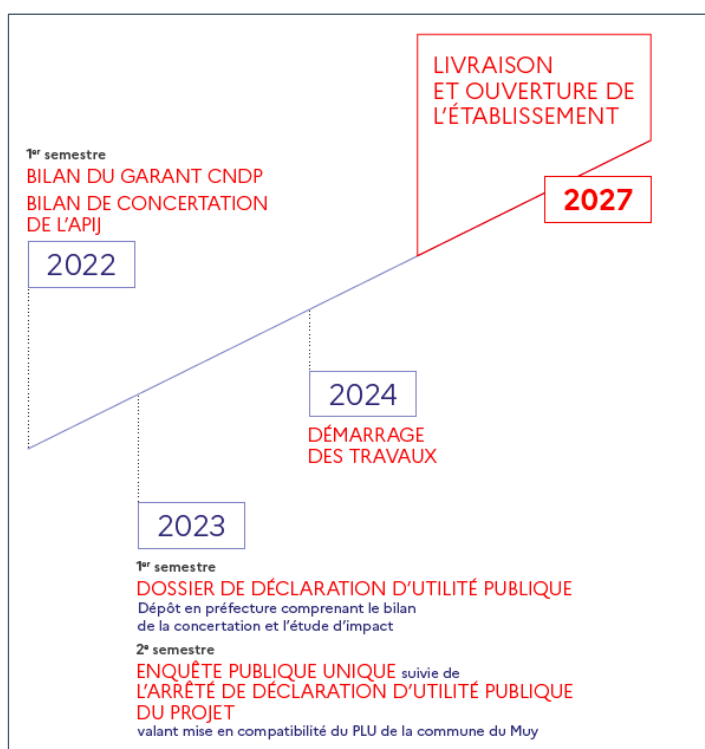 LIVRAISON
ET OUVERTURE DE
L'ÉTABLISSEMENT
2027
1er semestre
BILAN DU GARANT CNDP
BILAN DE CONCERTATION
DE L'APIJ
2022
2024
DÉMARRAGE
DES TRAVAUX
2023
1er semestre
DOSSIER DE DÉCLARATION D'UTILITÉ PUBLIQUE
Dépôt en préfecture comprenant le bilan
de la concertation et l'étude d'impact
2e semestre
ENQUÊTE PUBLIQUE UNIQUE suivie de
L'ARRÊTÉ DE DÉCLARATION D'UTILITÉ PUBLIQUE
DU PROJET
valant mise en compatibilité du PLU de la commune du Muy